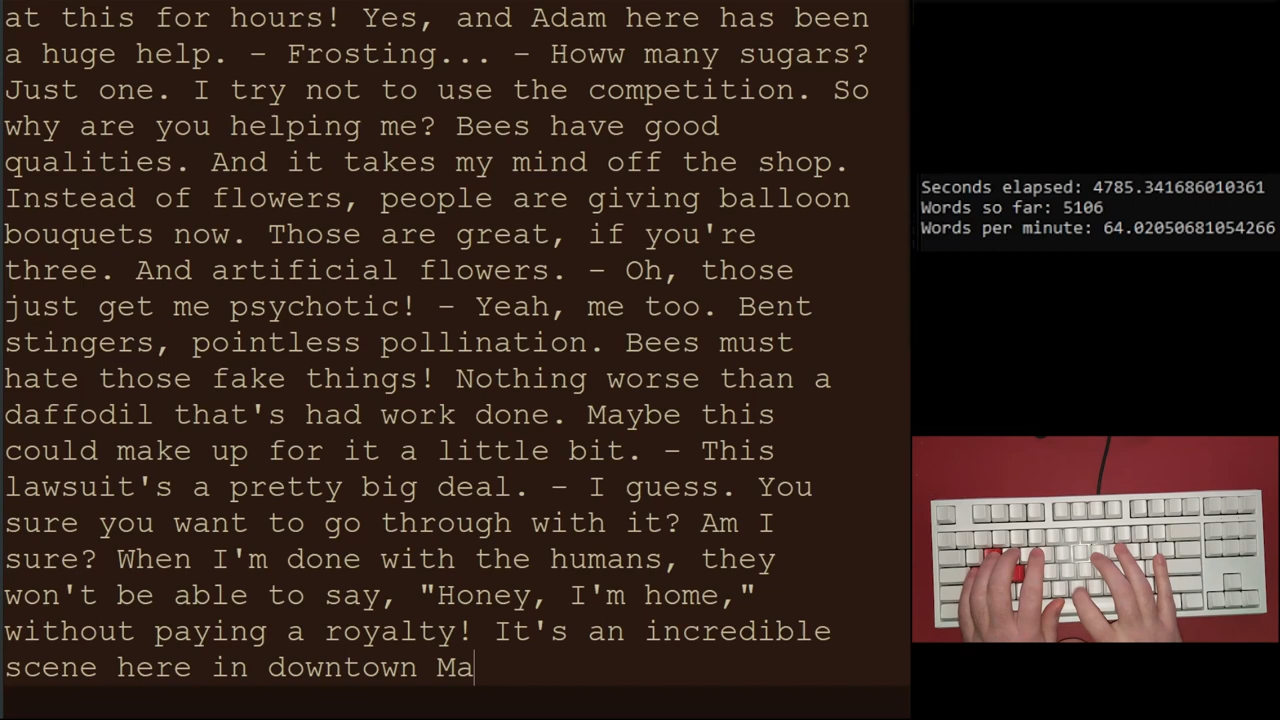 at this for hours! Yes, and Adam here has been
a huge help. – Frosting... – Howw many sugars?
Just one. I try not to use the competition. So
why are you helping me? Bees have good
qualities. And it takes my mind off the shop.
Instead of flowers, people are giving balloon
bouquets now. Those are great, if you're
three. And artificial flowers. – Oh, those
just get me psychotic! – Yeah, me too. Bent
stingers, pointless pollination. Bees must
hate those fake things! Nothing worse than a
daffodil that's had work done. Maybe this
could make up for it a little bit. – This
lawsuit's a pretty big deal. – I guess. You
sure you want to go through with it? Am I
sure? When I'm done with the humans, they
won't be able to say, "Honey, I'm home,"
without paying a royalty! It's an incredible
scene here in downtown Ma
Seconds elapsed: 4785.341686010361
Words so far: 5106
Words per minute: 64.02050681054266